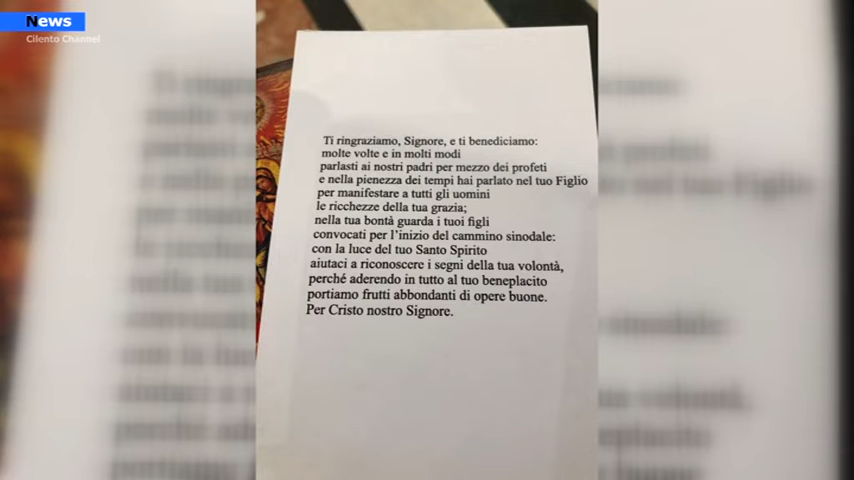 News
Cilento Channel
Ti ringraziamo, Signore, e ti benediciamo:
molte volte e in molti modi
parlasti ai nostri padri per mezzo dei profeti
e nella pienezza dei tempi hai parlato nel tuo Figlio
per manifestare a tutti gli uomini
le ricchezze della tua grazia;
nella tua bontà guarda i tuoi figli
convocati per l'inizio del cammino sinodale:
con la luce del tuo Santo Spirito
aiutaci a riconoscere i segni della tua volontà,
perché aderendo in tutto al tuo beneplacito
portiamo frutti abbondanti di opere buone.
Per Cristo nostro Signore.